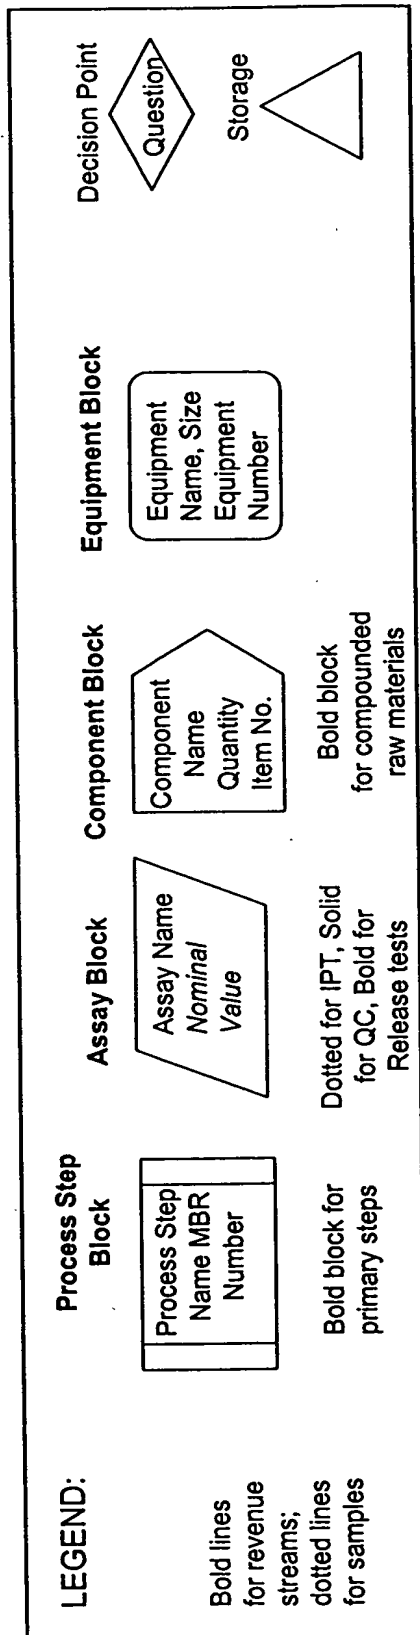 LEGEND:
Bold lines
for revenue
streams;
dotted lines
for samples
Process Step
Block
Process Step
Name MBR
Number
Bold block for
primary steps
Assay Block
Assay Name
Nominal
Value
Dotted for IPT, Solid
for QC, Bold for
Release tests
Component Block
Component
Name
Quantity
Item No.
Bold block
for compounded
raw materials
Equipment Block
Equipment
Name, Size
Equipment
Number
Decision Point
Question
Storage